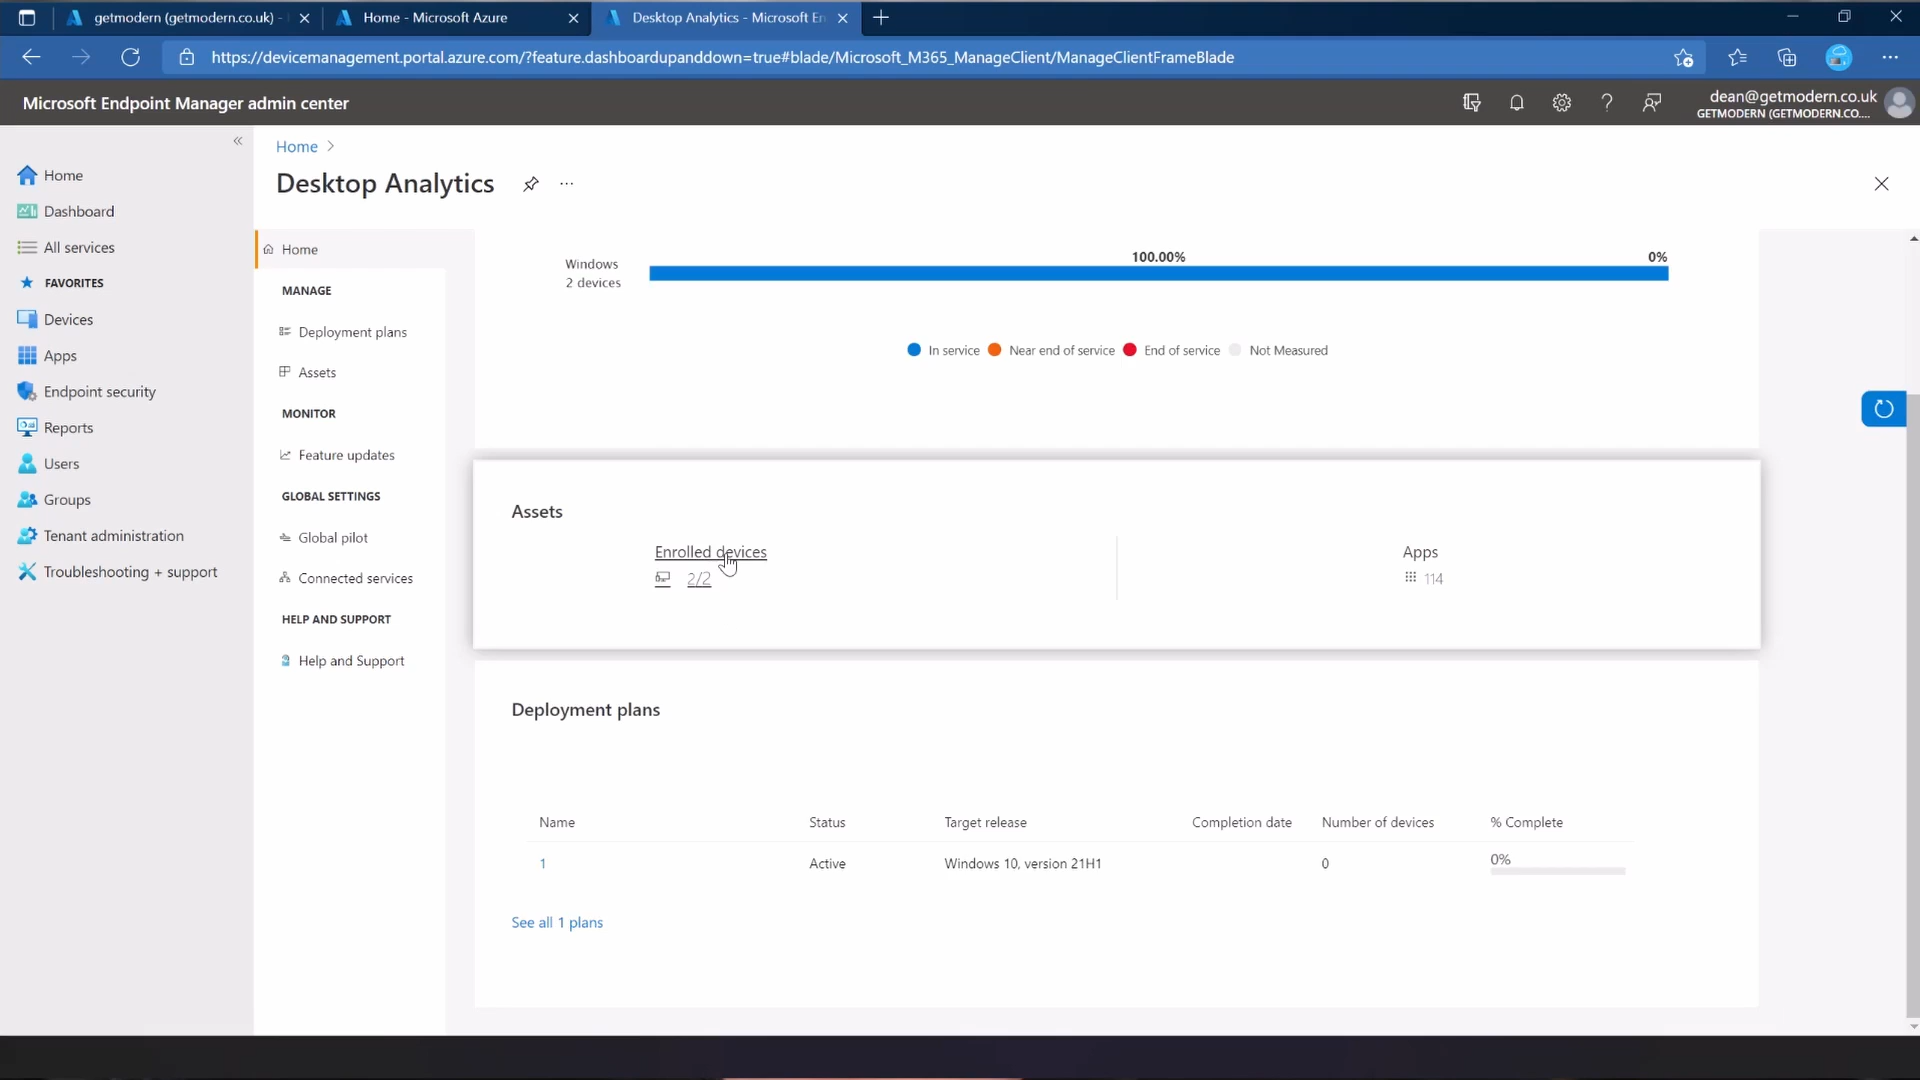 getmodern (getmodern.co.uk) -
Home - Microsoft Azure
Desktop Analytics - Microsoft En
https://devicemanagement.portal.azure.com/?feature.dashboardupanddown=true#blade/Microsoft_M365_ManageClient/ManageClientFrameBlade
Microsoft Endpoint Manager admin center
dean@getmodern.co.uk
GETMODERN (GETMODERN.CO....
Home
Dashboard
All services
FAVORITES
Devices
Apps
Endpoint security
Reports
Users
Groups
Tenant administration
Troubleshooting + support
Home
Desktop Analytics
Home
MANAGE
Deployment plans
Assets
MONITOR
Feature updates
GLOBAL SETTINGS
Global pilot
Connected services
HELP AND SUPPORT
Help and Support
100.00% 0%
Windows
2 devices
In service Near end of service End of service Not Measured
Assets
Enrolled devices
2/2
Apps
114
Deployment plans
Name Status Target release Completion date Number of devices % Complete
1 Active Windows 10, version 21H1 0 0%
See all 1 plans